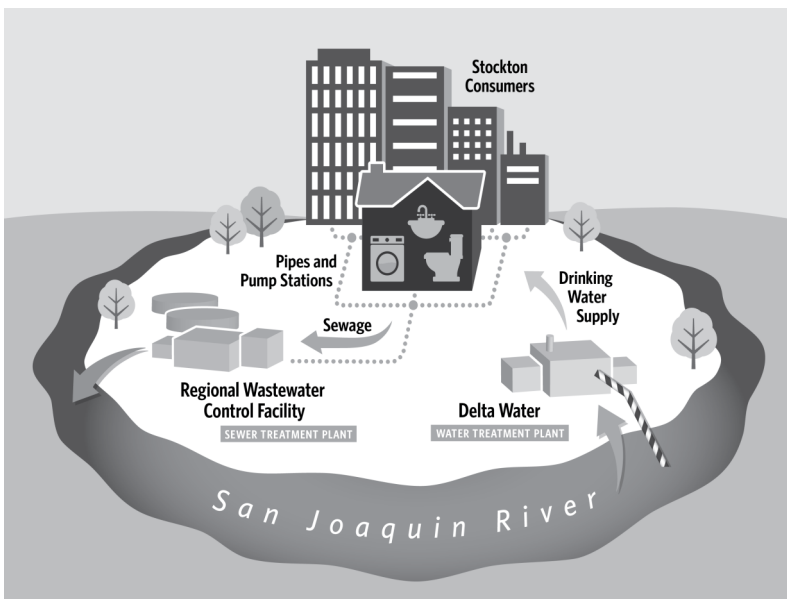 Stockton
Consumers
Pipes and
Pump Stations
Drinking
Water
Supply
Sewage
Regional Wastewater
Control Facility
SEWER TREATMENT PLANT
Delta Water
WATER TREATMENT PLANT
San Joaquin River